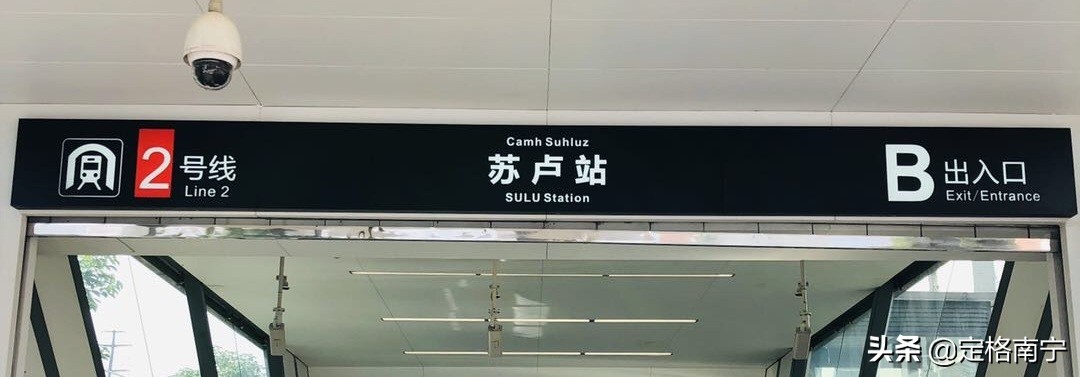 2号线
Line 2
Camh Suhluz
苏卢站
SULU Station
B 出入口
Exit/Entrance
头条 @定格南宁